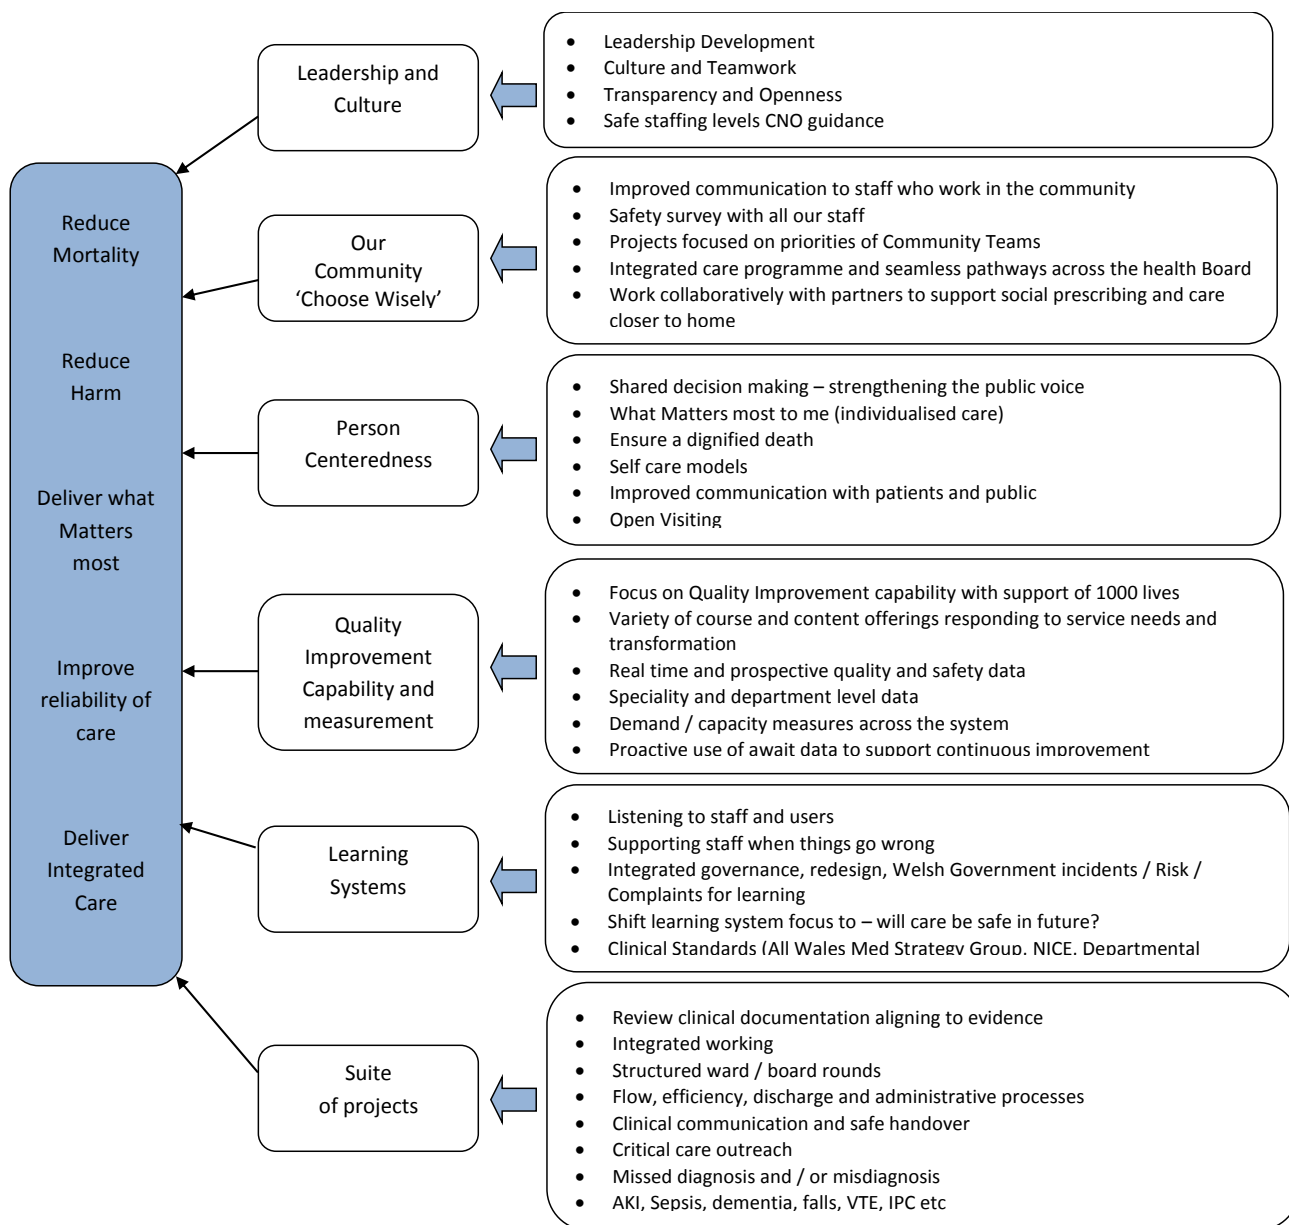 Leadership and
Culture
• Leadership Development
• Culture and Teamwork
• Transparency and Openness
• Safe staffing levels CNO guidance
Reduce
Mortality
Reduce
Harm
Deliver what
Matters
most
Improve
reliability of
care
Deliver
Integrated
Care
Our
Community
‘Choose Wisely’
• Improved communication to staff who work in the community
• Safety survey with all our staff
• Projects focused on priorities of Community Teams
• Integrated care programme and seamless pathways across the health Board
• Work collaboratively with partners to support social prescribing and care
closer to home
Person
Centeredness
• Shared decision making – strengthening the public voice
• What Matters most to me (individualised care)
• Ensure a dignified death
• Self care models
• Improved communication with patients and public
• Open Visiting
Quality
Improvement
Capability and
measurement
• Focus on Quality Improvement capability with support of 1000 lives
• Variety of course and content offerings responding to service needs and
transformation
• Real time and prospective quality and safety data
• Speciality and department level data
• Demand / capacity measures across the system
• Proactive use of await data to support continuous improvement
Learning
Systems
• Listening to staff and users
• Supporting staff when things go wrong
• Integrated governance, redesign, Welsh Government incidents / Risk /
Complaints for learning
• Shift learning system focus to – will care be safe in future?
• Clinical Standards (All Wales Med Strategy Group, NICE, Departmental
Suite
of projects
• Review clinical documentation aligning to evidence
• Integrated working
• Structured ward / board rounds
• Flow, efficiency, discharge and administrative processes
• Clinical communication and safe handover
• Critical care outreach
• Missed diagnosis and / or misdiagnosis
• AKI, Sepsis, dementia, falls, VTE, IPC etc